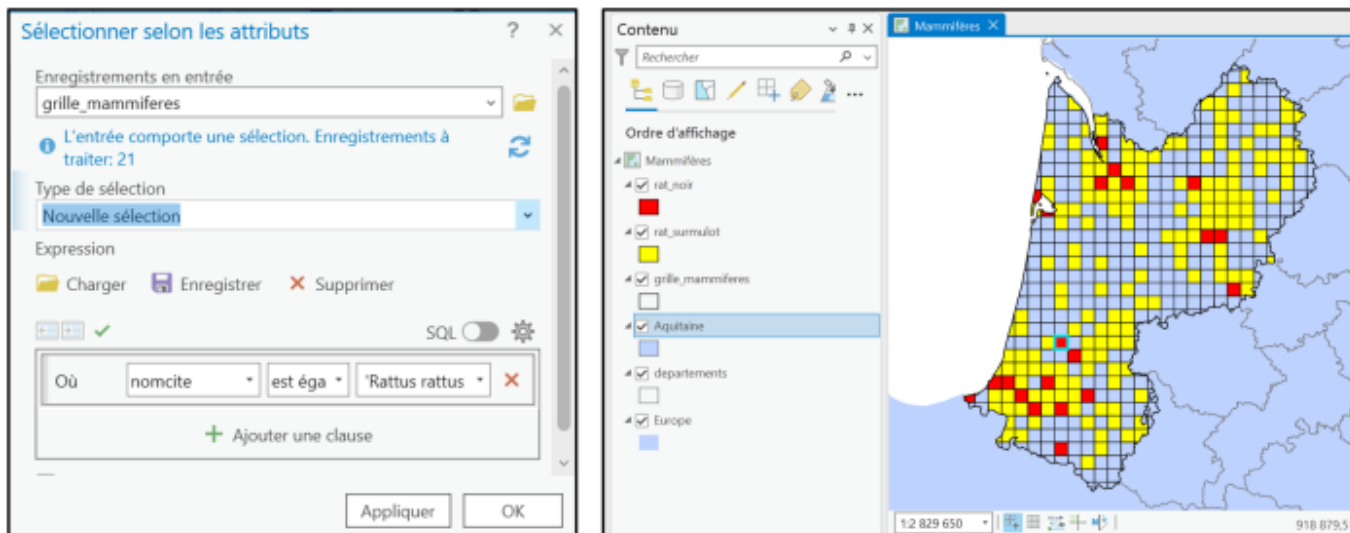 Sélectionner selon les attributs ? ×
Enregistrements en entrée
grille_mammiferes
L'entrée comporte une sélection. Enregistrements à
traiter: 21
Type de sélection
Nouvelle sélection
Expression
Charger Enregistrer Supprimer
SQL
Où nomcite est éga 'Rattus rattus
+ Ajouter une clause
Appliquer OK
Contenu
Rechercher
Ordre d'affichage
Mammifères
rat_noir
rat_surmulot
grille_mammiferes
Aquitaine
departements
Europe
Mammifères
1:2 829 650
918 879,5